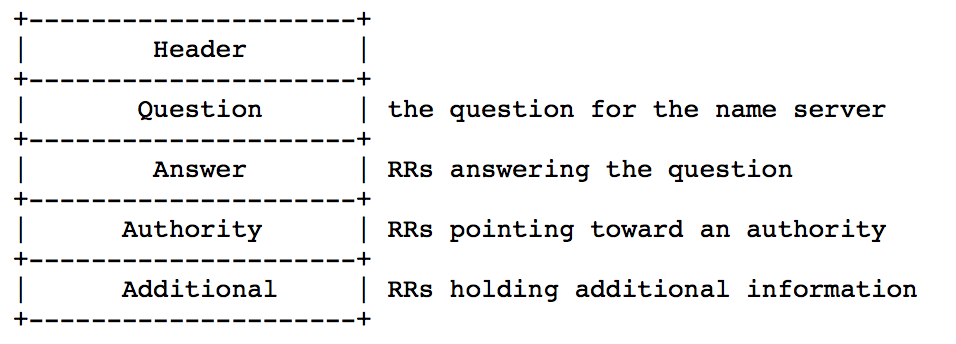 +---------------------+
|        Header       |
+---------------------+
|       Question      | the question for the name server
+---------------------+
|        Answer       | RRs answering the question
+---------------------+
|      Authority      | RRs pointing toward an authority
+---------------------+
|      Additional     | RRs holding additional information
+---------------------+